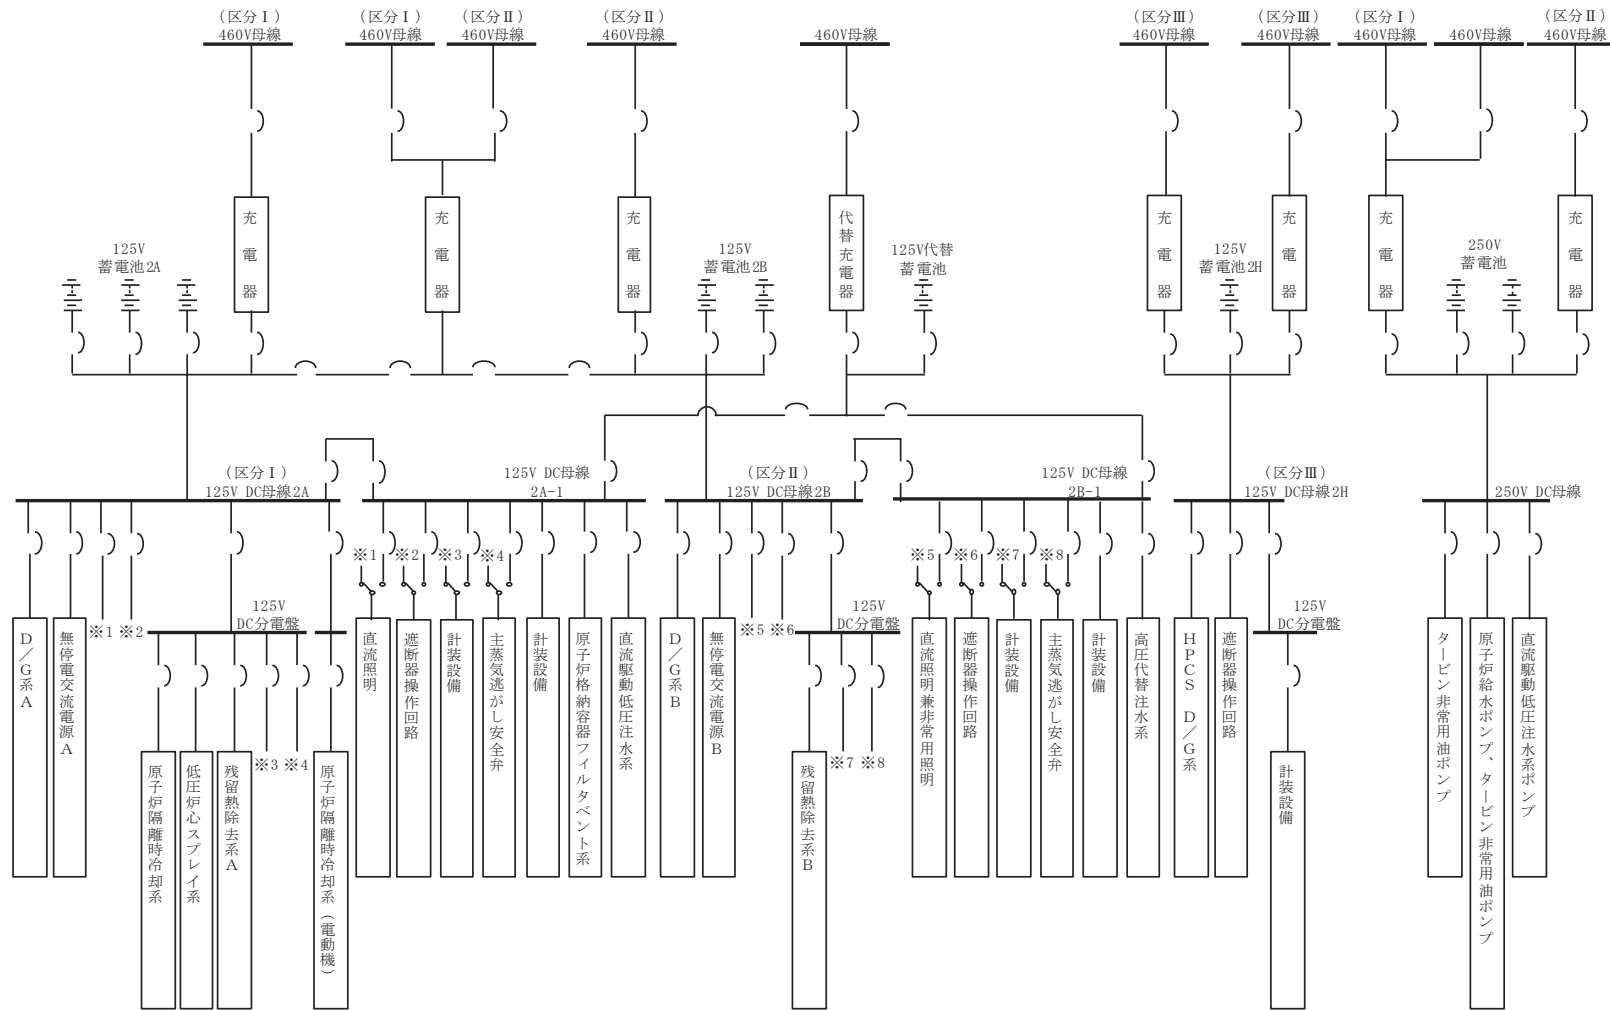 （区分Ⅰ）
460V母線
（区分Ⅰ）
460V母線
（区分Ⅱ）
460V母線
（区分Ⅱ）
460V母線
460V母線
（区分Ⅲ）
460V母線
（区分Ⅲ）
460V母線
（区分Ⅰ）
460V母線
460V母線
（区分Ⅱ）
460V母線
125V
蓄電池2A
充電器
充電器
充電器
125V
蓄電池2B
代替充電器
125V代替
蓄電池
充電器
125V
蓄電池2H
充電器
充電器
250V
蓄電池
充電器
（区分Ⅰ）
125V DC母線2A
125V DC母線
2A-1
（区分Ⅱ）
125V DC母線2B
125V DC母線
2B-1
（区分Ⅲ）
125V DC母線2H
250V DC母線
※1
※2
※3
※4
※5
※6
※7
※8
※1
※2
125V
DC分電盤
※5
※6
125V
DC分電盤
125V
DC分電盤
D／G系A
無停電交流電源A
直流照明
遮断器操作回路
計装設備
主蒸気逃がし安全弁
計装設備
原子炉格納容器フィルタベント系
直流駆動低圧注水系
D／G系B
無停電交流電源B
直流照明兼非常用照明
遮断器操作回路
計装設備
主蒸気逃がし安全弁
計装設備
高圧代替注水系
HPCS D／G系
遮断器操作回路
タービン非常用油ポンプ
原子炉給水ポンプ、タービン非常用油ポンプ
直流駆動低圧注水系ポンプ
原子炉隔離時冷却系
低圧炉心スプレイ系
残留熱除去系A
※3
※4
原子炉隔離時冷却系（電動機）
残留熱除去系B
※7
※8
計装設備